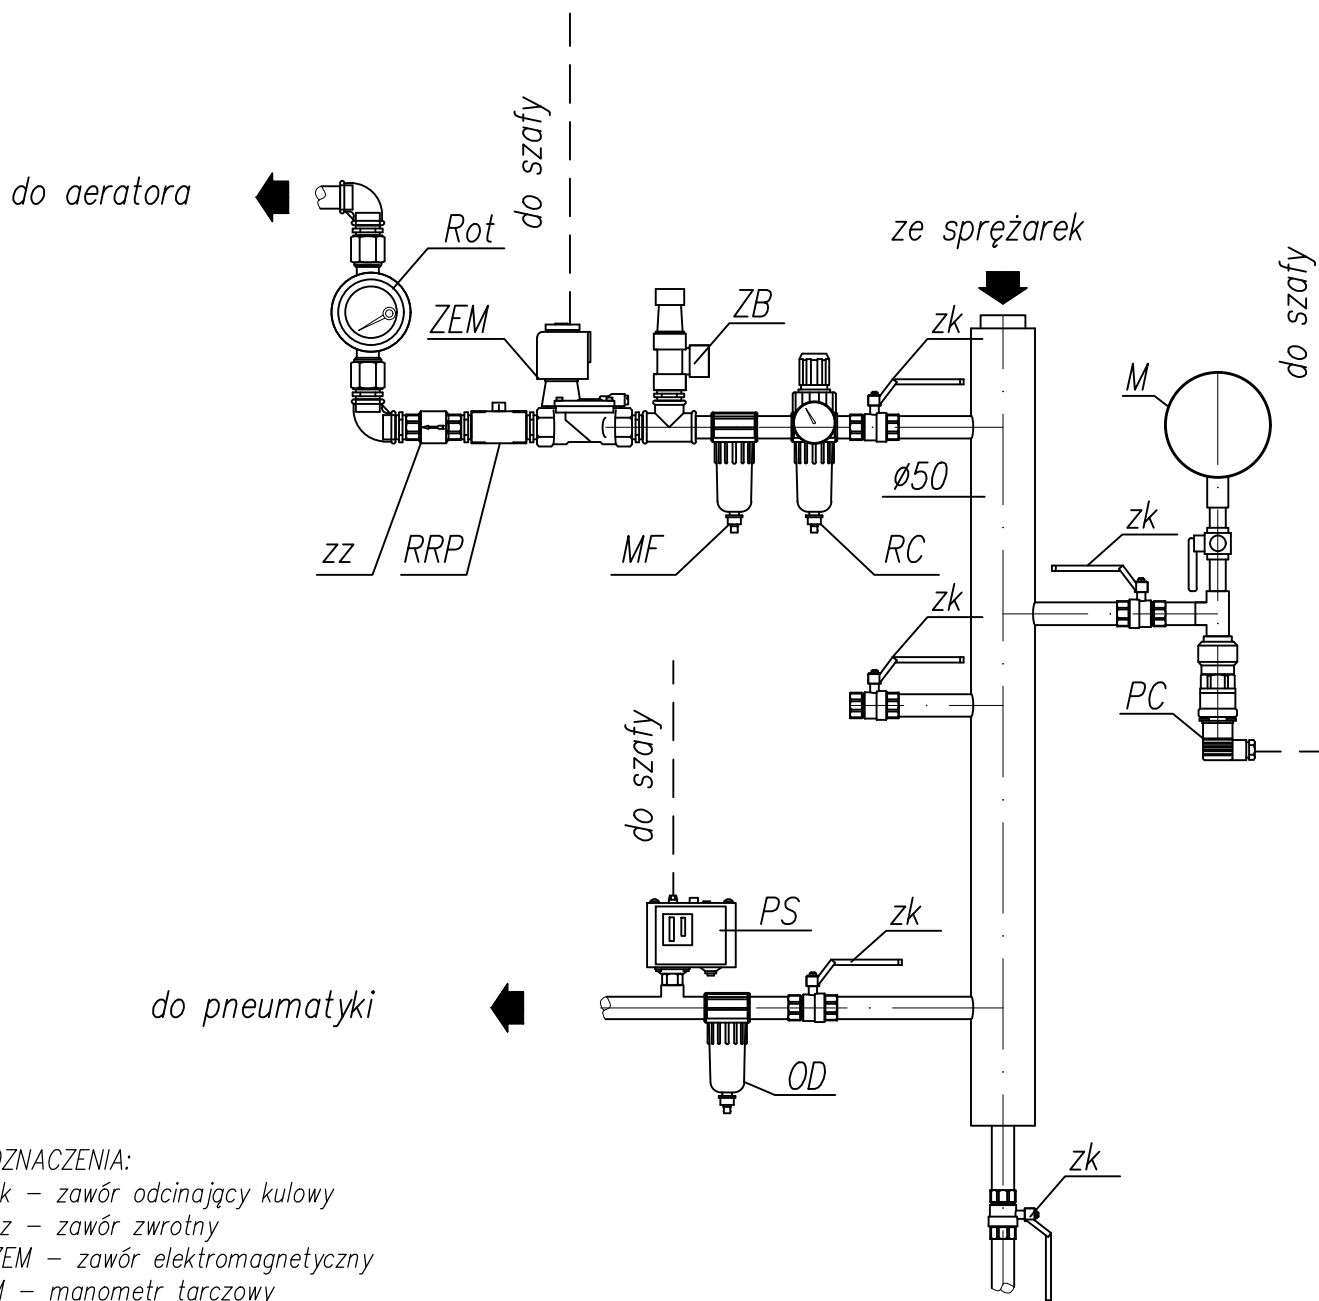 do szafy
do aeratora
Rot
ze sprężarek
do szafy
ZEM
ZB
zk
M
ø50
zk
zz
RRP
MF
RC
zk
PC
do szafy
PS
zk
do pneumatyki
OD
OZNACZENIA:
k – zawór odcinający kulowy
z – zawór zwrotny
ZEM – zawór elektromagnetyczny
M – manometr tarczowy
zk